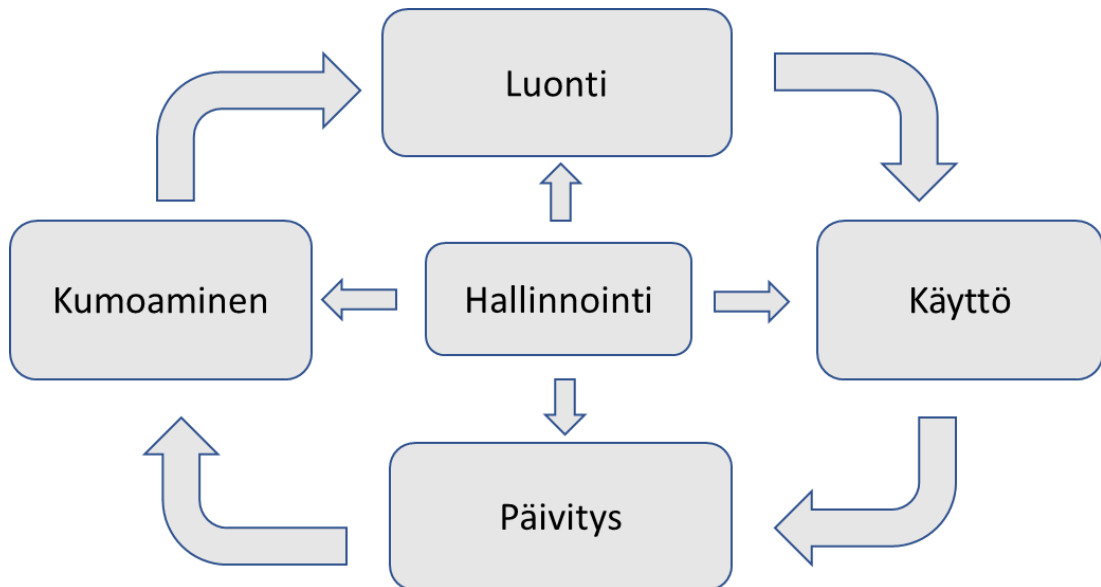 Luonti
Kumoaminen
Hallinnointi
Käyttö
Päivitys